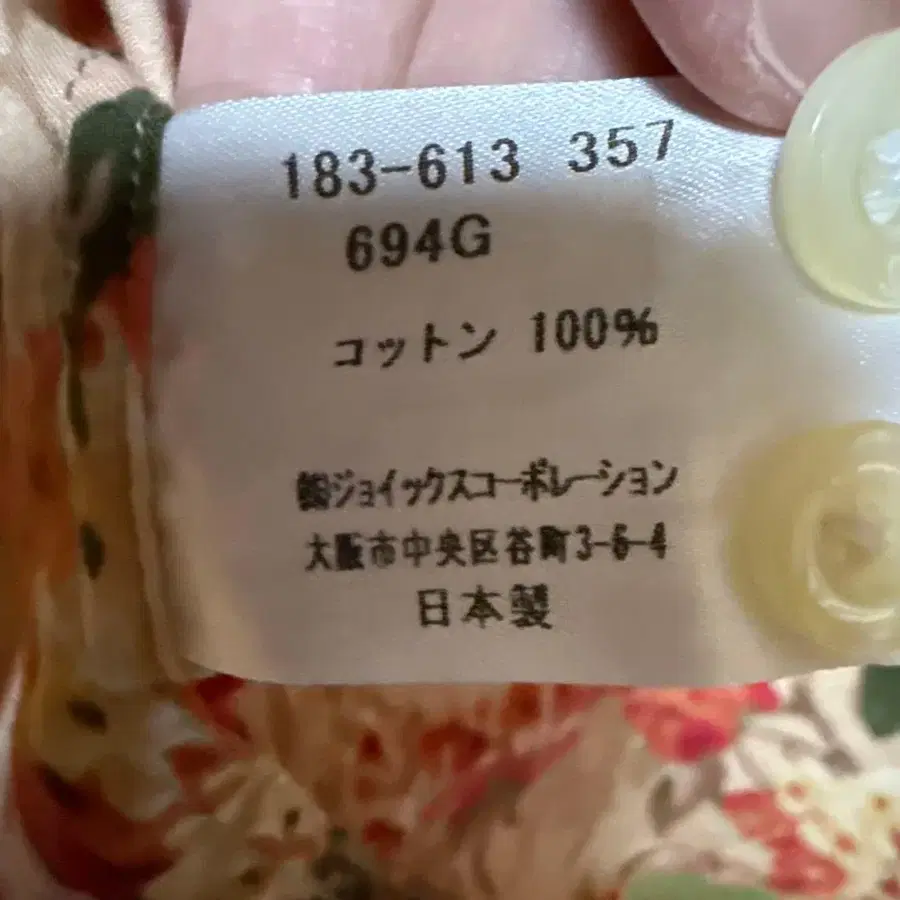 183-613 357
694G
コットン 100%
㈱ジョイックスコーポレーション
大阪市中央区谷町3-6-4
日本製